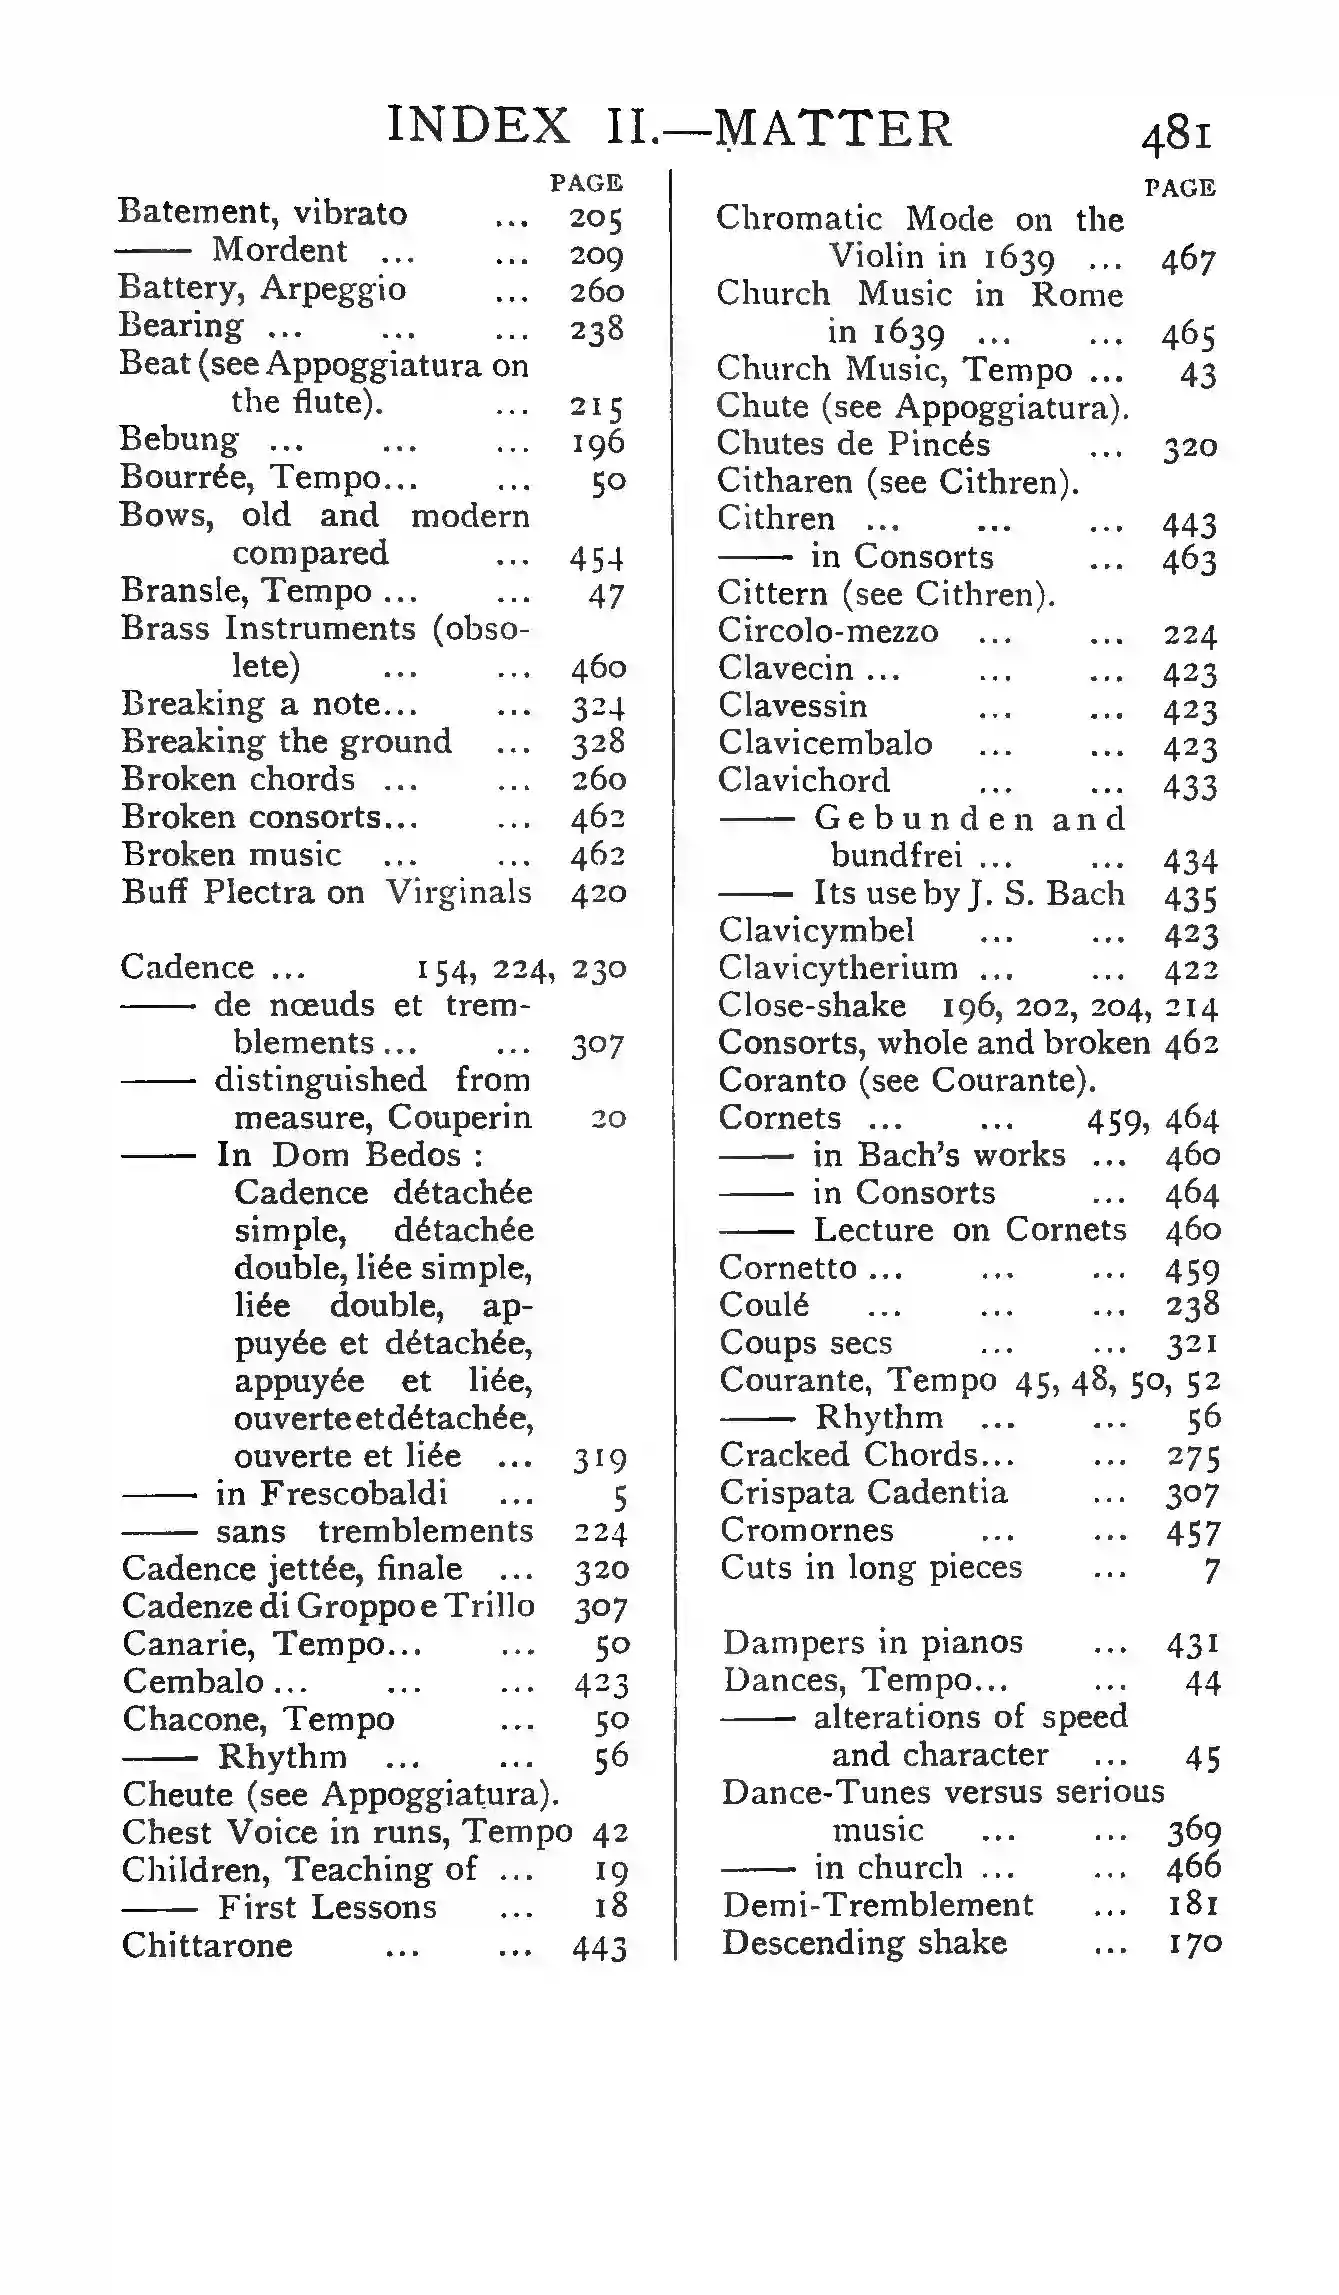 INDEX II.—MATTER 481
PAGE
Batement, vibrato ... 205
—— Mordent ... ... 209
Battery, Arpeggio ... 260
Bearing ... ... ... 238
Beat (see Appoggiatura on
the flute). ... 215
Bebung ... ... ... 196
Bourrée, Tempo... ... 50
Bows, old and modern
compared ... 454
Bransle, Tempo ... ... 47
Brass Instruments (obso-
lete) ... ... 460
Breaking a note... ... 324
Breaking the ground ... 328
Broken chords ... ... 260
Broken consorts... ... 462
Broken music ... ... 462
Buff Plectra on Virginals 420
Cadence ... 154, 224, 230
—— de nœuds et trem-
blements ... ... 307
—— distinguished from
measure, Couperin 20
—— In Dom Bedos :
Cadence détachée
simple, détachée
double, liée simple,
liée double, ap-
puyée et détachée,
appuyée et liée,
ouverte et détachée,
ouverte et liée ... 319
—— in Frescobaldi ... 5
—— sans tremblements 224
Cadence jettée, finale ... 320
Cadenze di Groppo e Trillo 307
Canarie, Tempo... ... 50
Cembalo ... ... ... 423
Chacone, Tempo ... 50
—— Rhythm ... ... 56
Cheute (see Appoggiatura).
Chest Voice in runs, Tempo 42
Children, Teaching of ... 19
—— First Lessons ... 18
Chittarone ... ... 443
PAGE
Chromatic Mode on the
Violin in 1639 ... 467
Church Music in Rome
in 1639 ... ... 465
Church Music, Tempo ... 43
Chute (see Appoggiatura).
Chutes de Pincés ... 320
Citharen (see Cithren).
Cithren ... ... ... 443
—— in Consorts ... 463
Cittern (see Cithren).
Circolo-mezzo ... ... 224
Clavecin ... ... ... 423
Clavessin ... ... 423
Clavicembalo ... ... 423
Clavichord ... ... 433
—— Gebunden and
bundfrei ... ... 434
—— Its use by J. S. Bach 435
Clavicymbel ... ... 423
Clavicytherium ... ... 422
Close-shake 196, 202, 204, 214
Consorts, whole and broken 462
Coranto (see Courante).
Cornets ... ... 459, 464
—— in Bach's works ... 460
—— in Consorts ... 464
—— Lecture on Cornets 460
Cornetto ... ... ... 459
Coulé ... ... ... 238
Coups secs ... ... 321
Courante, Tempo 45, 48, 50, 52
—— Rhythm ... ... 56
Cracked Chords... ... 275
Crispata Cadentia ... 307
Cromornes ... ... 457
Cuts in long pieces ... 7
Dampers in pianos ... 431
Dances, Tempo... ... 44
—— alterations of speed
and character ... 45
Dance-Tunes versus serious
music ... ... 369
—— in church ... ... 466
Demi-Tremblement ... 181
Descending shake ... 170